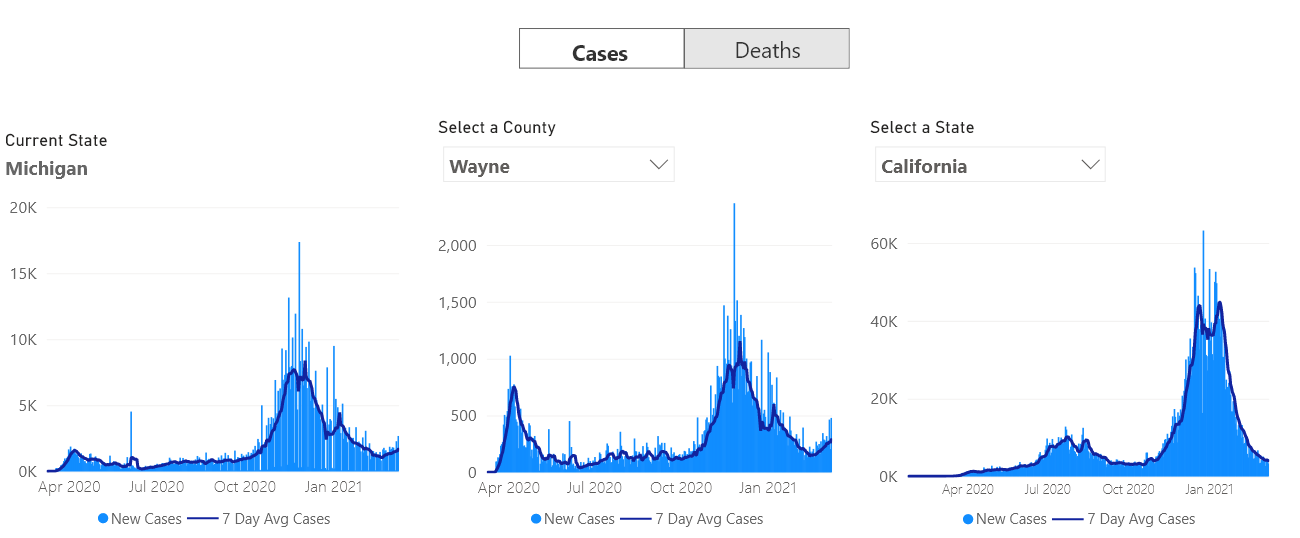 Cases
Deaths
Current State
Michigan
20K
15K
10K
5K
0K
Apr 2020
Jul 2020
Oct 2020
Jan 2021
New Cases
7 Day Avg Cases
Select a County
Wayne
2,000
1,500
1,000
500
0
Apr 2020
Jul 2020
Oct 2020
Jan 2021
New Cases
7 Day Avg Cases
Select a State
California
60K
40K
20K
0K
Apr 2020
Jul 2020
Oct 2020
Jan 2021
New Cases
7 Day Avg Cases